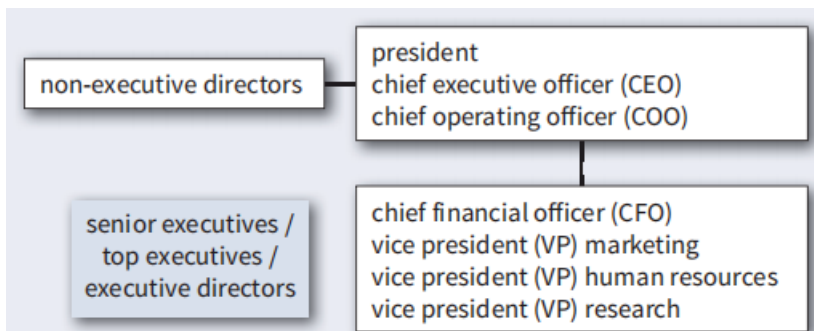 non-executive directors
president
chief executive officer (CEO)
chief operating officer (COO)
senior executives /
top executives /
executive directors
chief financial officer (CFO)
vice president (VP) marketing
vice president (VP) human resources
vice president (VP) research